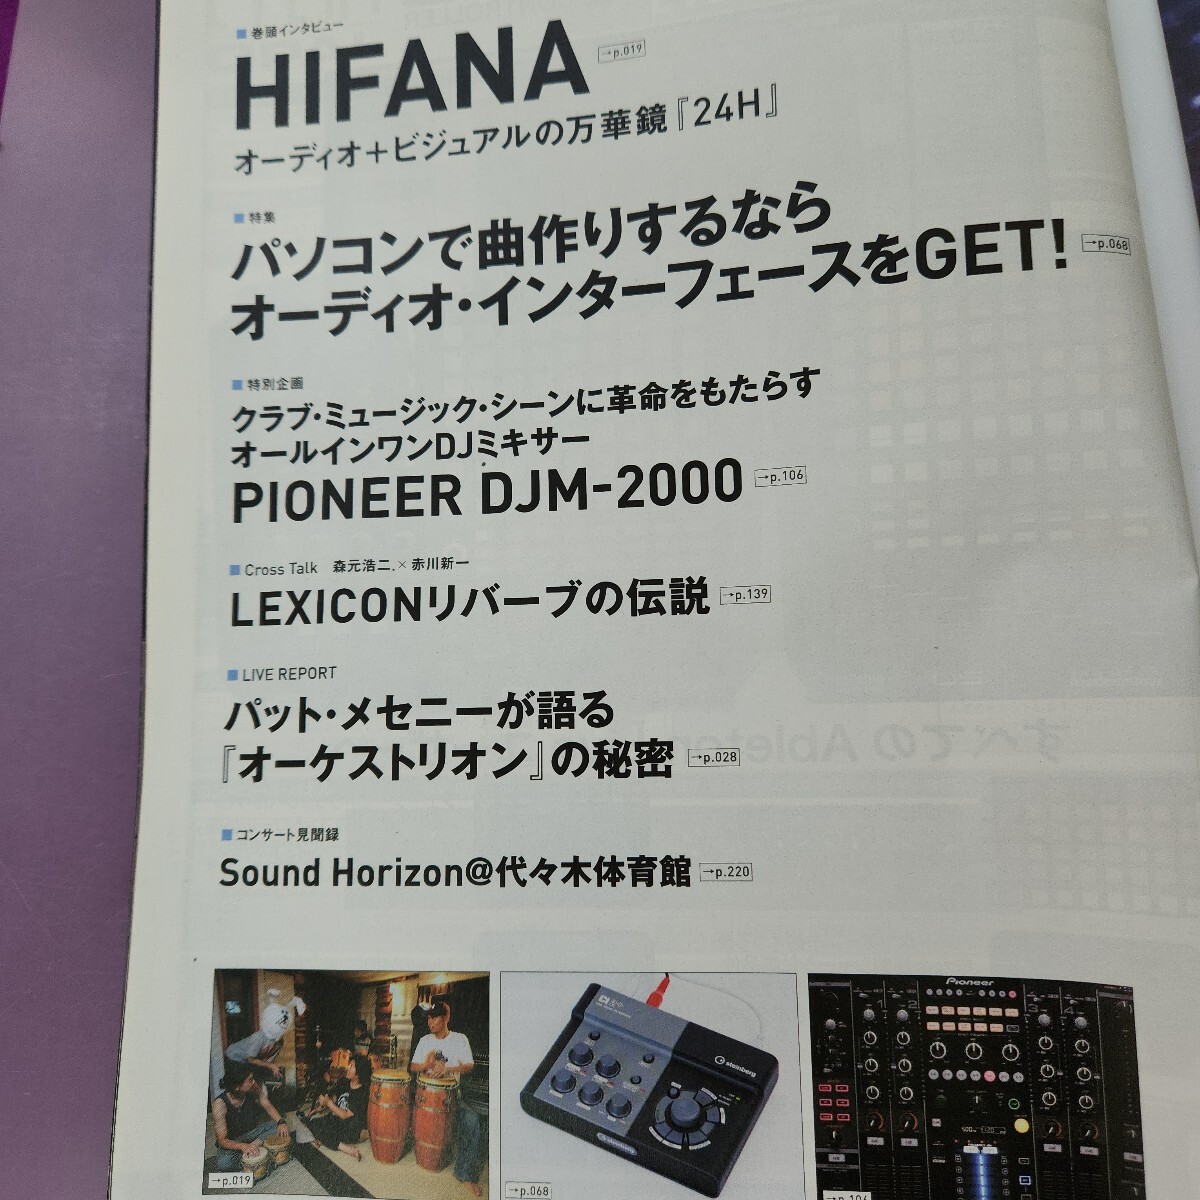 巻頭インタビュー
HIFANA →p.019
オーディオ+ビジュアルの万華鏡『24H』
特集
パソコンで曲作りするなら
オーディオ・インターフェースをGET! →p.068
特別企画
クラブ・ミュージック・シーンに革命をもたらす
オールインワンDJミキサー
PIONEER DJM-2000 →p.106
Cross Talk 森元浩二.×赤川新一
LEXICONリバーブの伝説 →p.139
LIVE REPORT
パット・メセニーが語る
『オーケストリオン』の秘密 →p.028
コンサート見聞録
Sound Horizon@代々木体育館 →p.220
→p.019
steinberg
steinberg
→p.068
Pioneer
→p.106